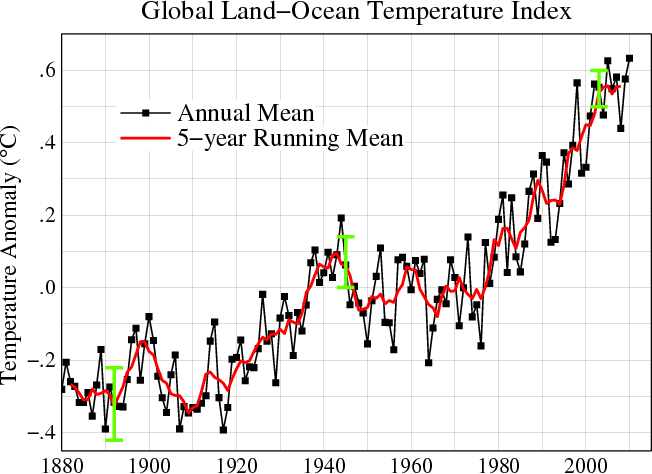 Global Land−Ocean Temperature Index
.6
Annual Mean
5−year Running Mean
.4
.2
.0
−.2
−.4
Temperature Anomaly (°C)
1880 1900 1920 1940 1960 1980 2000